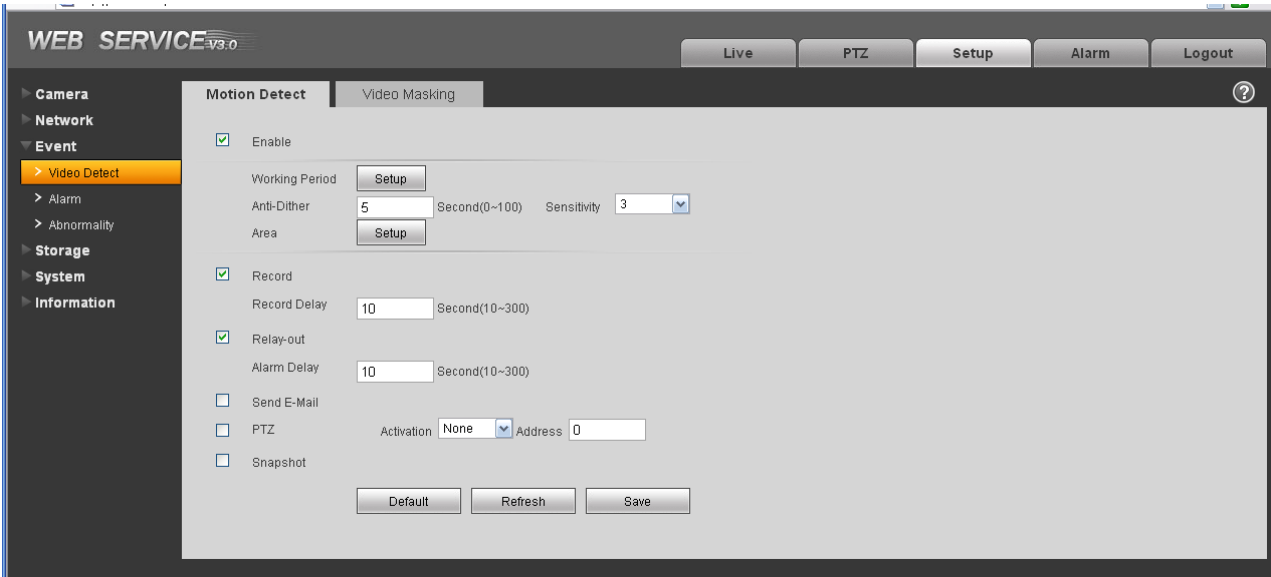 WEB SERVICE V3.0
Live PTZ Setup Alarm Logout
Camera
Network
Event
Video Detect
Alarm
Abnormality
Storage
System
Information
Motion Detect Video Masking ?
Enable
Working Period Setup
Anti-Dither 5 Second(0~100) Sensitivity 3
Area Setup
Record
Record Delay 10 Second(10~300)
Relay-out
Alarm Delay 10 Second(10~300)
Send E-Mail
PTZ Activation None Address 0
Snapshot
Default Refresh Save